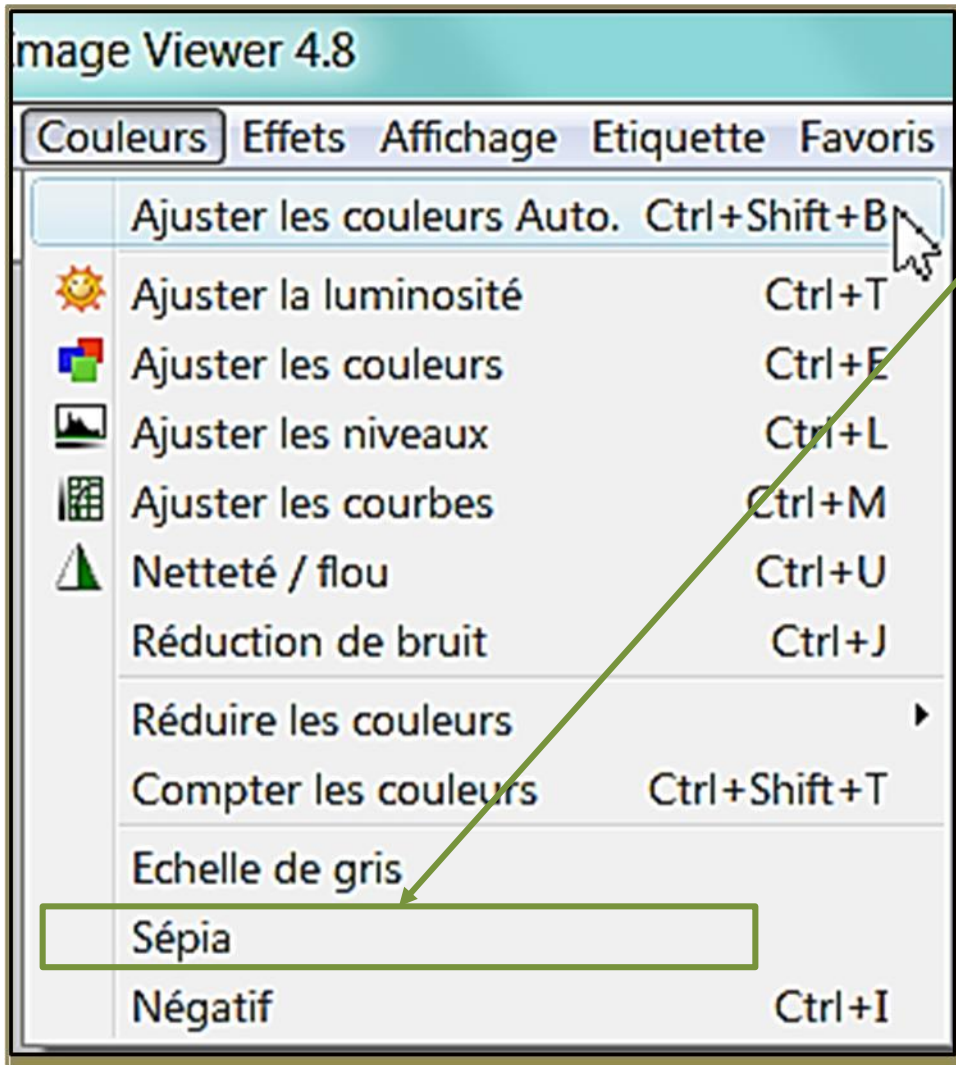 mage Viewer 4.8
Couleurs Effets Affichage Etiquette Favoris
Ajuster les couleurs Auto. Ctrl+Shift+B
Ajuster la luminosité Ctrl+T
Ajuster les couleurs Ctrl+E
Ajuster les niveaux Ctrl+L
Ajuster les courbes Ctrl+M
Netteté / flou Ctrl+U
Réduction de bruit Ctrl+J
Réduire les couleurs
Compter les couleurs Ctrl+Shift+T
Echelle de gris
Sépia
Négatif Ctrl+I